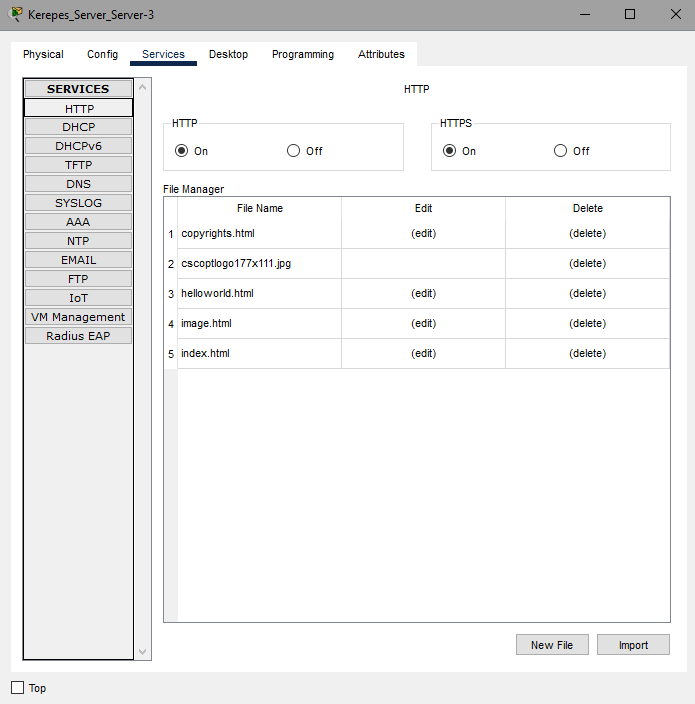 Kerepes_Server_Server-3
Physical Config Services Desktop Programming Attributes
SERVICES
HTTP
DHCP
DHCPv6
TFTP
DNS
SYSLOG
AAA
NTP
EMAIL
FTP
IoT
VM Management
Radius EAP
HTTP
HTTP
On Off
HTTPS
On Off
File Manager
File Name Edit Delete
1 copyrights.html (edit) (delete)
2 cscoptlogo177x111.jpg (delete)
3 helloworld.html (edit) (delete)
4 image.html (edit) (delete)
5 index.html (edit) (delete)
New File Import
Top